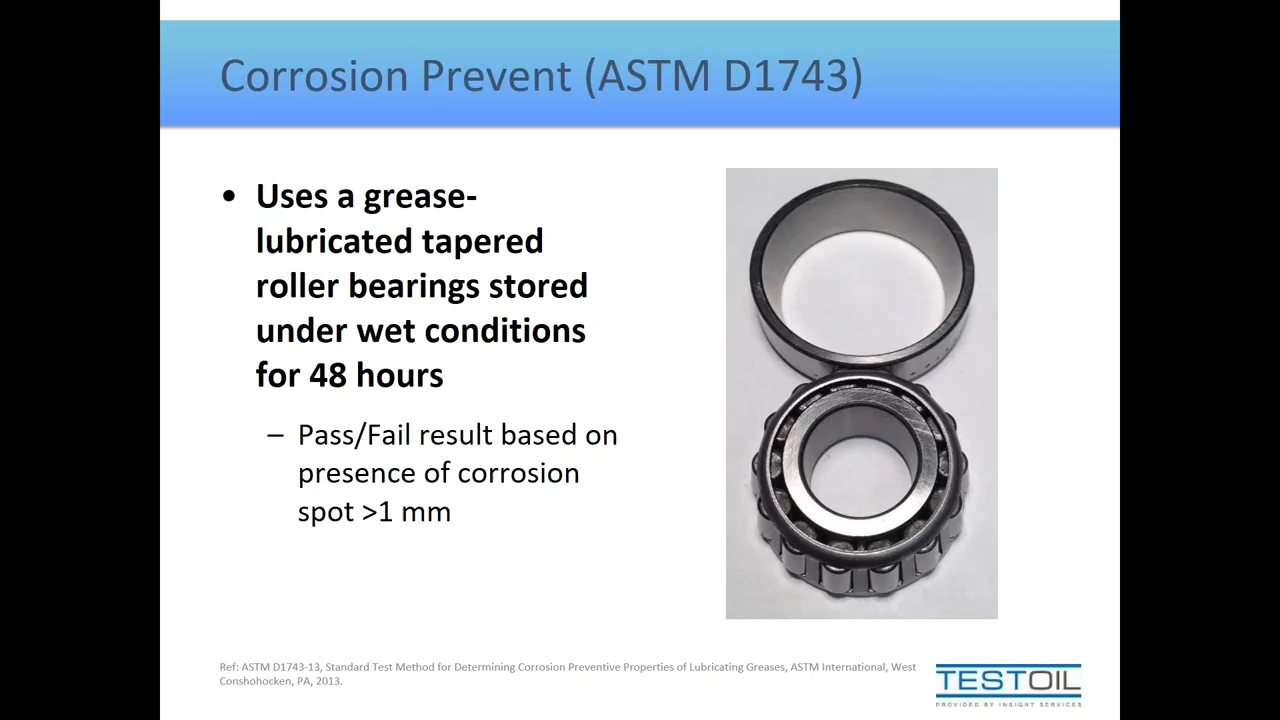 Corrosion Prevent (ASTM D1743)
• Uses a grease-
lubricated tapered
roller bearings stored
under wet conditions
for 48 hours
– Pass/Fail result based on
presence of corrosion
spot >1 mm
Ref: ASTM D1743-13, Standard Test Method for Determining Corrosion Preventive Properties of Lubricating Greases, ASTM International, West
Conshohocken, PA, 2013.
TESTOIL
PROVIDED BY INSIGHT SERVICES